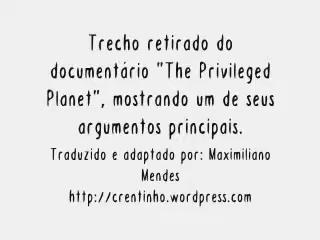 Trecho retirado do
documentário "The Privileged
Planet", mostrando um de seus
argumentos principais.
Traduzido e adaptado por: Maximiliano
Mendes
http://crentinho.wordpress.com